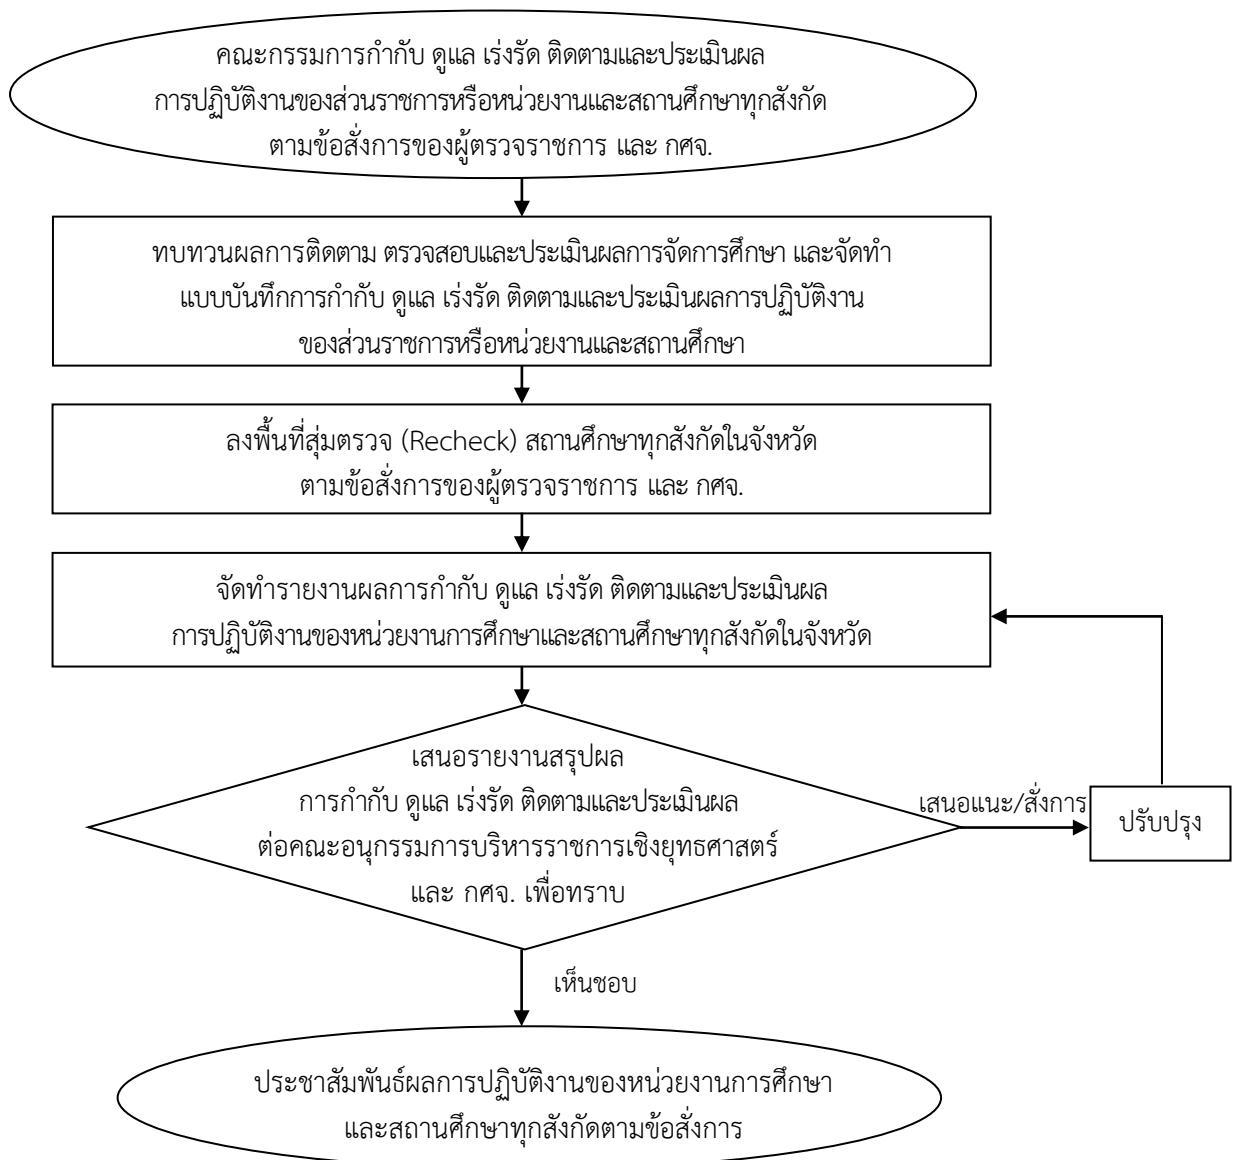 คณะกรรมการกำกับ ดูแล เร่งรัด ติดตามและประเมินผล
การปฏิบัติงานของส่วนราชการหรือหน่วยงานและสถานศึกษาทุกสังกัด
ตามข้อสั่งการของผู้ตรวจราชการ และ กศจ.
ทบทวนผลการติดตาม ตรวจสอบและประเมินผลการจัดการศึกษา และจัดทำ
แบบบันทึกการกำกับ ดูแล เร่งรัด ติดตามและประเมินผลการปฏิบัติงาน
ของส่วนราชการหรือหน่วยงานและสถานศึกษา
ลงพื้นที่สุ่มตรวจ (Recheck) สถานศึกษาทุกสังกัดในจังหวัด
ตามข้อสั่งการของผู้ตรวจราชการ และ กศจ.
จัดทำรายงานผลการกำกับ ดูแล เร่งรัด ติดตามและประเมินผล
การปฏิบัติงานของหน่วยงานการศึกษาและสถานศึกษาทุกสังกัดในจังหวัด
เสนอรายงานสรุปผล
การกำกับ ดูแล เร่งรัด ติดตามและประเมินผล
ต่อคณะอนุกรรมการบริหารราชการเชิงยุทธศาสตร์
และ กศจ. เพื่อทราบ
เสนอแนะ/สั่งการ
ปรับปรุง
เห็นชอบ
ประชาสัมพันธ์ผลการปฏิบัติงานของหน่วยงานการศึกษา
และสถานศึกษาทุกสังกัดตามข้อสั่งการ